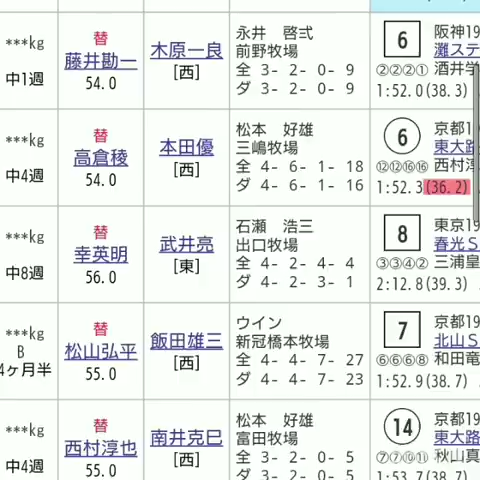 ***kg
中1週
替
藤井勘一
54.0
木原一良
[西]
永井 啓弍
前野牧場
全 3- 2- 0- 9
ダ 3- 2- 0- 9
6
阪神19
灘ステ
②②②① 酒井学
1:52.0(38.3)
***kg
中4週
替
高倉稜
54.0
本田優
[西]
松本 好雄
三嶋牧場
全 4- 6- 1- 18
ダ 4- 6- 1- 16
6
京都1
東大路
⑫⑫⑯⑯ 西村淳
1:52.3(36.2)
***kg
中8週
替
幸英明
56.0
武井亮
[東]
石瀬 浩三
出口牧場
全 4- 2- 4- 4
ダ 4- 2- 3- 1
8
東京19
春光S
③③④② 三浦皇
2:12.8(39.3)
***kg
B
4ヶ月半
替
松山弘平
55.0
飯田雄三
[西]
ウイン
新冠橋本牧場
全 4- 4- 7- 27
ダ 4- 4- 7- 23
7
京都19
北山S
⑥⑥⑥⑧ 和田竜
1:52.9(38.7)
***kg
中4週
替
西村淳也
55.0
南井克巳
[西]
松本 好雄
富田牧場
全 3- 2- 0- 5
ダ 3- 2- 0- 5
14
京都19
東大路
秋山真
1:53.7(38.7)